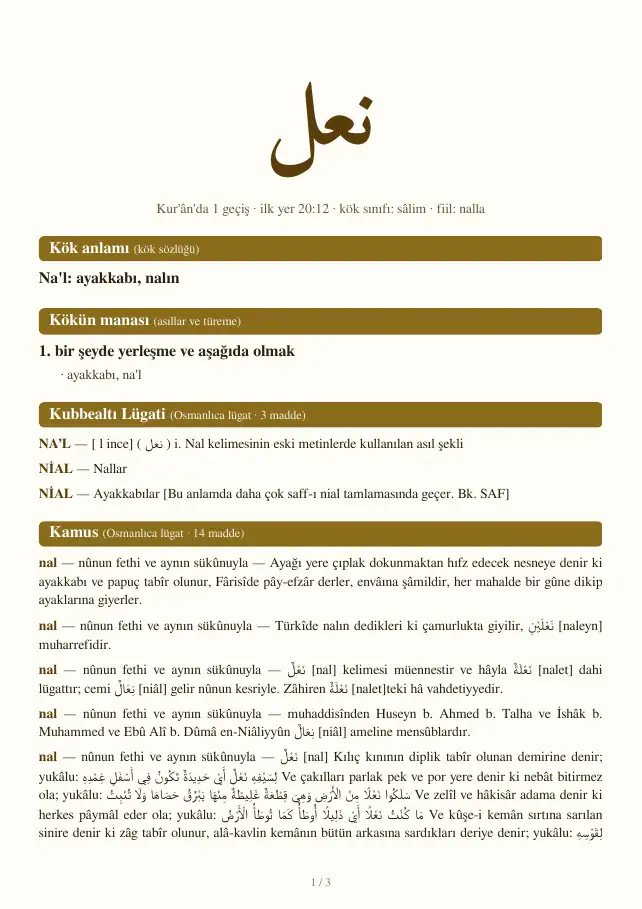 نعل
Kur'ân'da 1 geçiş · ilk yer 20:12 · kök sınıfı: sâlim · fiil: nalla
Kök anlamı (kök sözlüğü)
Na'l: ayakkabı, nalın
Kökün manası (asıllar ve türeme)
1. bir şeyde yerleşme ve aşağıda olmak
· ayakkabı, na'l
Kubbealtı Lügati (Osmanlıca lügat · 3 madde)
NA’L — [ l ince] ( نعل ) i. Nal kelimesinin eski metinlerde kullanılan asıl şekli
NİAL — Nallar
NİAL — Ayakkabılar [Bu anlamda daha çok saff-ı nial tamlamasında geçer. Bk. SAF]
Kamus (Osmanlıca lügat · 14 madde)
nal — nûnun fethi ve aynın sükûnuyla — Ayağı yere çıplak dokunmaktan hıfz edecek nesneye denir ki
ayakkabı ve papuç tabîr olunur, Fârisîde pây-efzâr derler, envâına şâmildir, her mahalde bir gûne dikip
ayaklarına giyerler.
nal — nûnun fethi ve aynın sükûnuyla — Türkîde nalın dedikleri ki çamurlukta giyilir, نَعْلَيْنِ [naleyn]
muharrefidir.
nal — nûnun fethi ve aynın sükûnuyla — نَعْلٌ [nal] kelimesi müennestir ve hâyla نَعْلَةٌ [nalet] dahi
lügattır; cemi نِعَالٌ [niâl] gelir nûnun kesriyle. Zâhiren نَعْلَةٌ [nalet]teki hâ vahdetiyyedir.
nal — nûnun fethi ve aynın sükûnuyla — muhaddisînden Huseyn b. Ahmed b. Talha ve İshâk b.
Muhammed ve Ebû Alî b. Dûmâ en-Niâliyyûn نِعَالٌ [niâl] ameline mensûblardır.
nal — nûnun fethi ve aynın sükûnuyla — نَعْلٌ [nal] Kılıç kınının diplik tabîr olunan demirine denir;
yukâlu: لِسَيْفِهِ نَعْلٌ أَيْ حَدِيدَةٌ تَكُونُ فِي أَسْفَلِ غِمْدِهِ Ve çakılları parlak pek ve por yere denir ki nebât bitirmez
ola; yukâlu: سَلَكُوا نَعْلًا مِنَ الْأَرْضِ وَهِيَ قِطْعَةٌ غَلِيظَةٌ مِنْهَا يَبْرُقُ حَصَاهَا وَلَا تُنْبِتُ Ve zelîl ve hâkisâr adama denir ki
herkes pâymâl eder ola; yukâlu: مَا كُنْتُ نَعْلًا أَيْ ذَلِيلًا أُوطَأُ كَمَا تُوطَأُ الْأَرْضُ Ve kûşe-i kemân sırtına sarılan
sinire denir ki zâg tabîr olunur, alâ-kavlin kemânın bütün arkasına sardıkları deriye denir; yukâlu: لِقَوْسِهِ
1 / 3